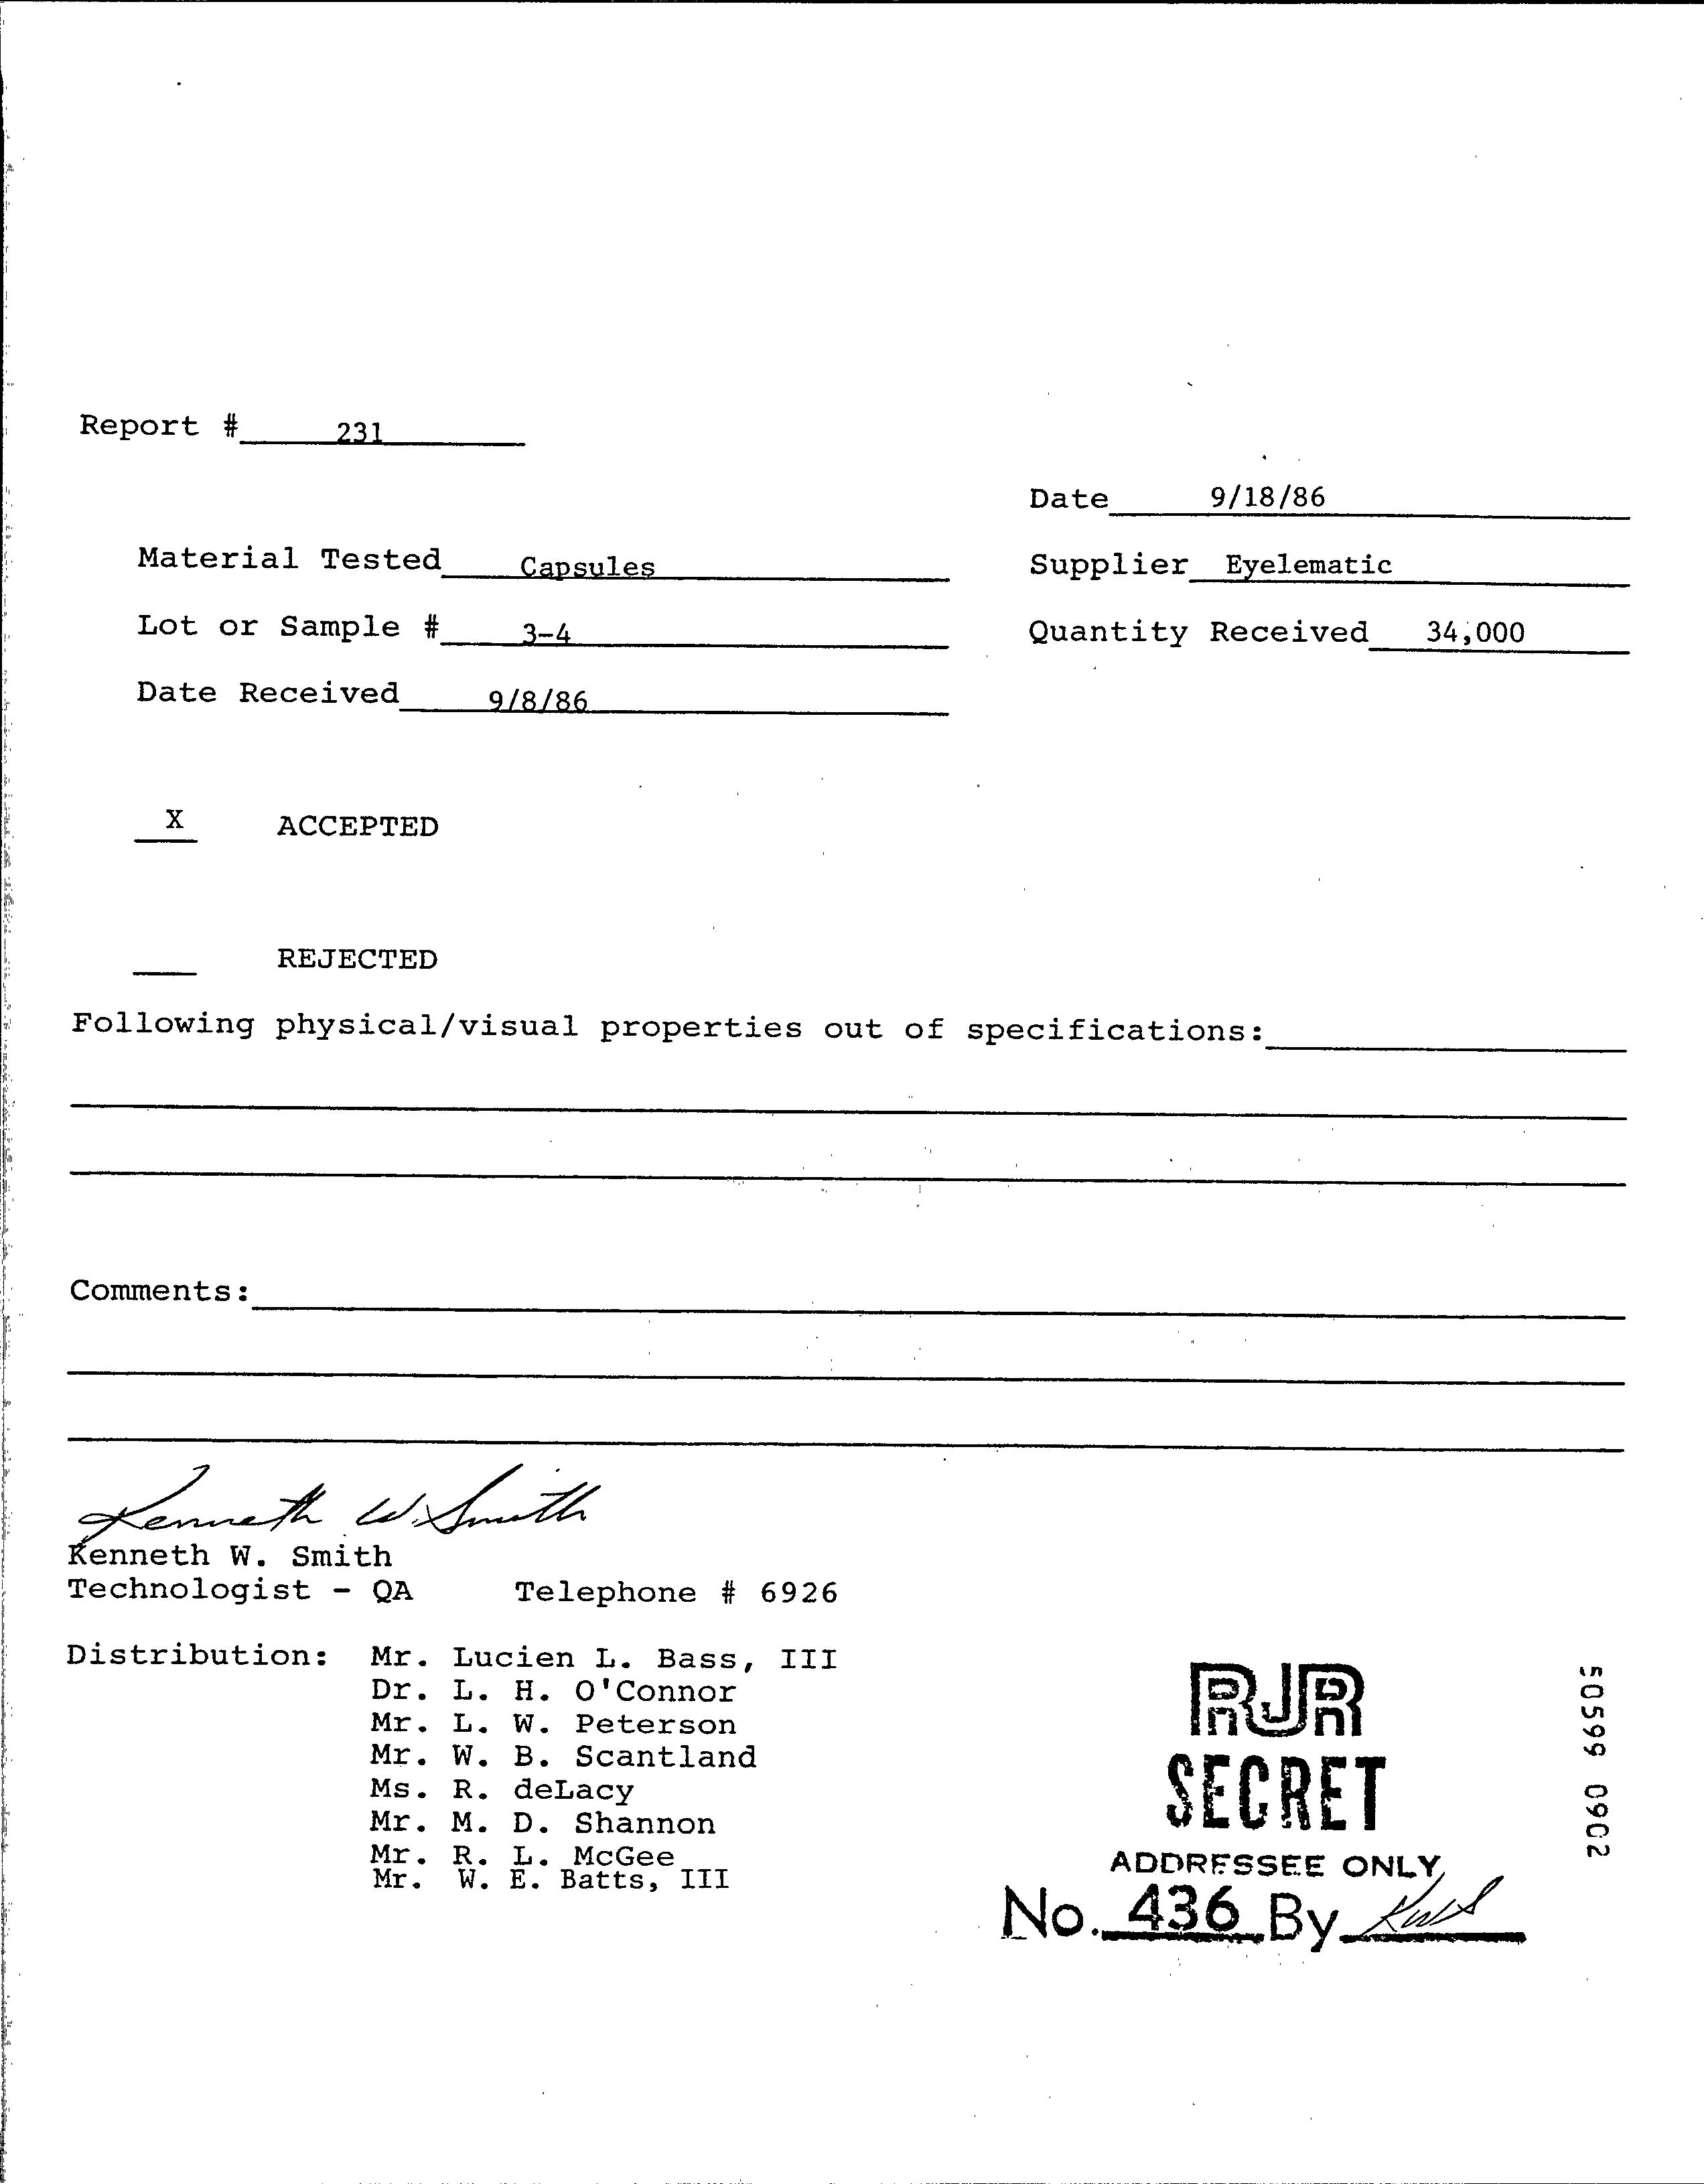 Report # 231
Date 9/18/86
Material Tested Capsules
Supplier Eyelematic
Lot or Sample # 3-4
Quantity Received 34,000
Date Received 9/8/86
X ACCEPTED
REJECTED
Following physical/visual properties out of specifications:
Comments:
Kenneth W. Smith
Kenneth W. Smith
Technologist - QA Telephone # 6926
Distribution: Mr. Lucien L. Bass, III
Dr. L. H. O'Connor
Mr. L. W. Peterson
Mr. W. B. Scantland
Ms. R. deLacy
Mr. M. D. Shannon
Mr. R. L. McGee
Mr. W. E. Batts, III
RJR
SECRET
ADDRESSEE ONLY
No. 436 By KWS
50599 0902